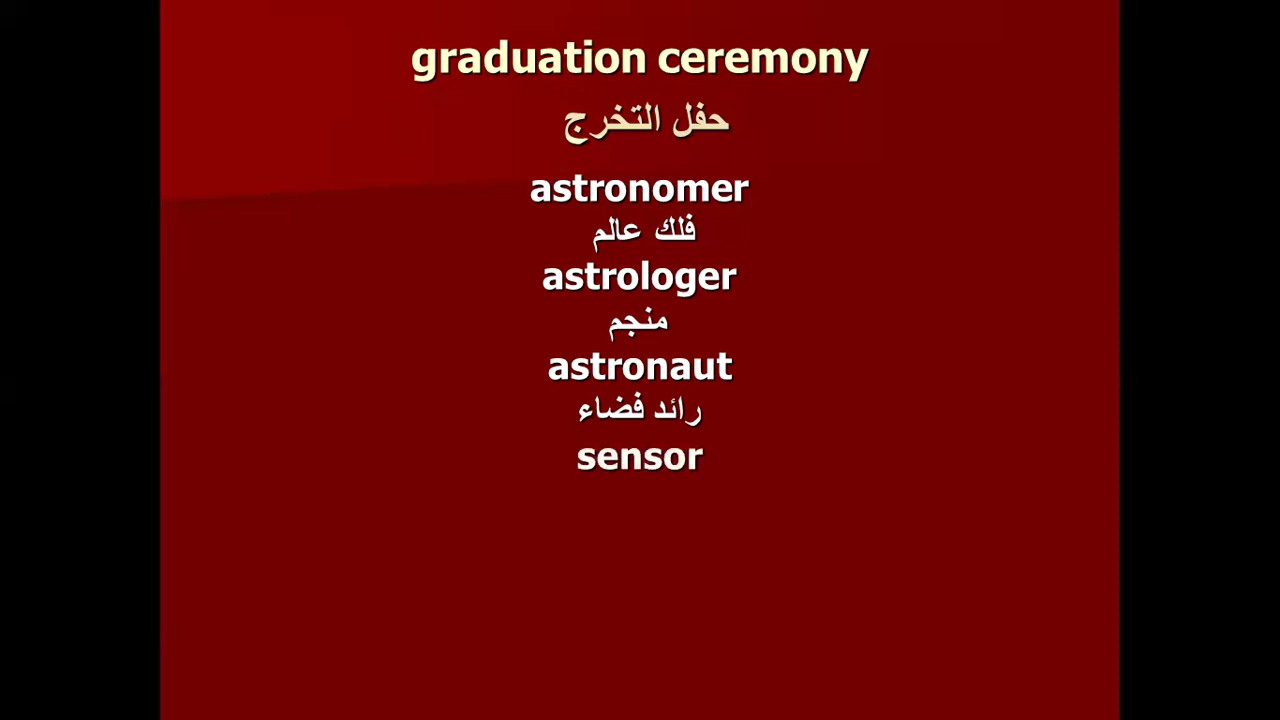 graduation ceremony
حفل التخرج
astronomer
فلك عالم
astrologer
منجم
astronaut
رائد فضاء
sensor